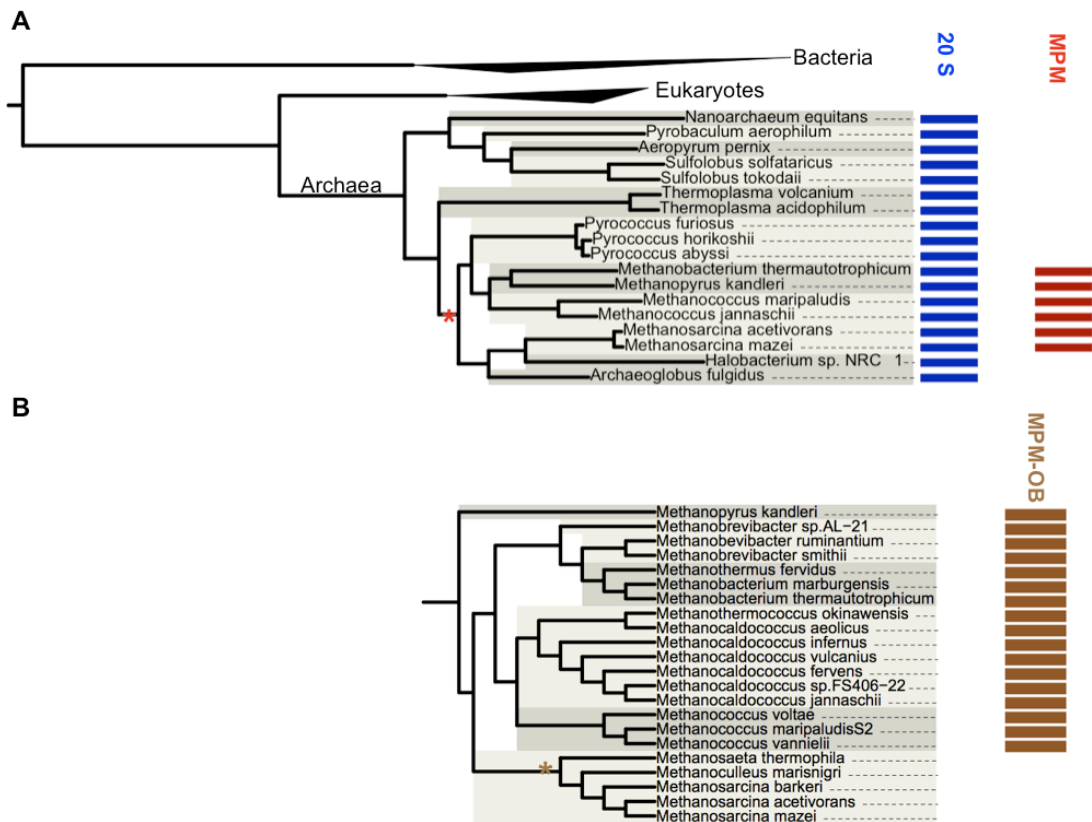 A
20 S
MPM
Bacteria
Eukaryotes
Archaea
Nanoarchaeum equitans
Pyrobaculum aerophilum
Aeropyrum pernix
Sulfolobus solfataricus
Sulfolobus tokodaii
Thermoplasma volcanium
Thermoplasma acidophilum
Pyrococcus furiosus
Pyrococcus horikoshii
Pyrococcus abyssi
Methanobacterium thermautotrophicum
Methanopyrus kandleri
Methanococcus maripaludis
Methanococcus jannaschii
*
Methanosarcina acetivorans
Methanosarcina mazei
Halobacterium sp. NRC 1
Archaeoglobus fulgidus
B
MPM-OB
Methanopyrus kandleri
Methanobrevibacter sp.AL−21
Methanobevibacter ruminantium
Methanobrevibacter smithii
Methanothermus fervidus
Methanobacterium marburgensis
Methanobacterium thermautotrophicum
Methanothermococcus okinawensis
Methanocaldococcus aeolicus
Methanocaldococcus infernus
Methanocaldococcus vulcanius
Methanocaldococcus fervens
Methanocaldococcus sp.FS406−22
Methanocaldococcus jannaschii
Methanococcus voltae
Methanococcus maripaludisS2
Methanococcus vannielii
Methanosaeta thermophila
*
Methanoculleus marisnigri
Methanosarcina barkeri
Methanosarcina acetivorans
Methanosarcina mazei